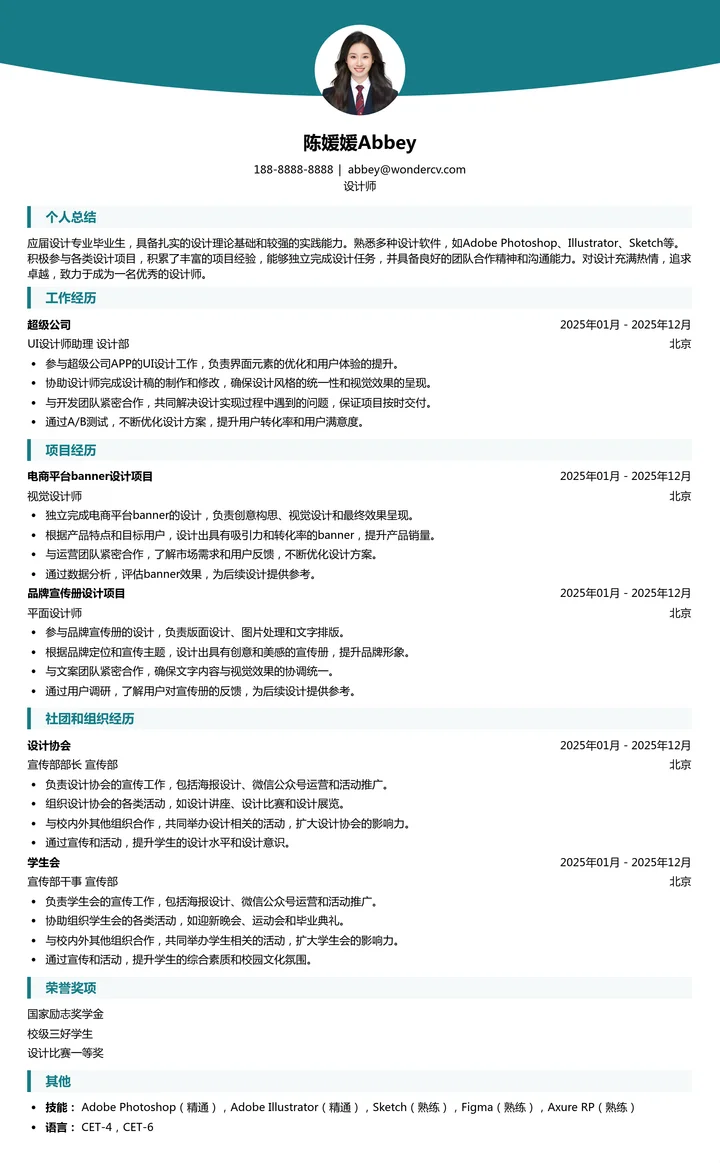 陈媛媛Abbey
188-8888-8888 | abbey@wondercv.com
设计师
个人总结
应届设计专业毕业生，具备扎实的设计理论基础和较强的实践能力。熟悉多种设计软件，如Adobe Photoshop、Illustrator、Sketch等。
积极参与各类设计项目，积累了丰富的项目经验，能够独立完成设计任务，并具备良好的团队合作精神和沟通能力。对设计充满热情，追求
卓越，致力于成为一名优秀的设计师。
工作经历
超级公司 2025年01月 - 2025年12月
UI设计师助理 设计部 北京
• 参与超级公司APP的UI设计工作，负责界面元素的优化和用户体验的提升。
• 协助设计师完成设计稿的制作和修改，确保设计风格的统一性和视觉效果的呈现。
• 与开发团队紧密合作，共同解决设计实现过程中遇到的问题，保证项目按时交付。
• 通过A/B测试，不断优化设计方案，提升用户转化率和用户满意度。
项目经历
电商平台banner设计项目 2025年01月 - 2025年12月
视觉设计师 北京
• 独立完成电商平台banner的设计，负责创意构思、视觉设计和最终效果呈现。
• 根据产品特点和目标用户，设计出具有吸引力和转化率的banner，提升产品销量。
• 与运营团队紧密合作，了解市场需求和用户反馈，不断优化设计方案。
• 通过数据分析，评估banner效果，为后续设计提供参考。
品牌宣传册设计项目 2025年01月 - 2025年12月
平面设计师 北京
• 参与品牌宣传册的设计，负责版面设计、图片处理和文字排版。
• 根据品牌定位和宣传主题，设计出具有创意和美感的宣传册，提升品牌形象。
• 与文案团队紧密合作，确保文字内容与视觉效果的协调统一。
• 通过用户调研，了解用户对宣传册的反馈，为后续设计提供参考。
社团和组织经历
设计协会 2025年01月 - 2025年12月
宣传部部长 宣传部 北京
• 负责设计协会的宣传工作，包括海报设计、微信公众号运营和活动推广。
• 组织设计协会的各类活动，如设计讲座、设计比赛和设计展览。
• 与校内外其他组织合作，共同举办设计相关的活动，扩大设计协会的影响力。
• 通过宣传和活动，提升学生的设计水平和设计意识。
学生会 2025年01月 - 2025年12月
宣传部干事 宣传部 北京
• 负责学生会的宣传工作，包括海报设计、微信公众号运营和活动推广。
• 协助组织学生会的各类活动，如迎新晚会、运动会和毕业典礼。
• 与校内外其他组织合作，共同举办学生相关的活动，扩大学生会的影响力。
• 通过宣传和活动，提升学生的综合素质和校园文化氛围。
荣誉奖项
国家励志奖学金
校级三好学生
设计比赛一等奖
其他
• 技能： Adobe Photoshop（精通），Adobe Illustrator（精通），Sketch（熟练），Figma（熟练），Axure RP（熟练）
• 语言： CET-4，CET-6